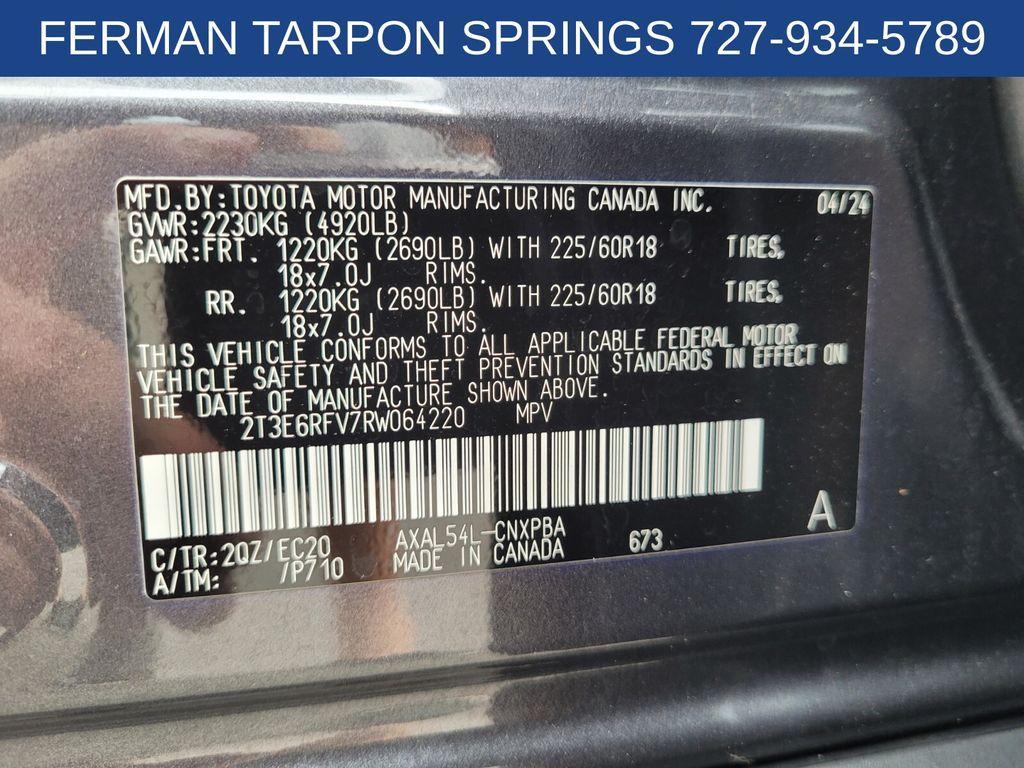 FERMAN TARPON SPRINGS 727-934-5789
MFD.BY:TOYOTA MOTOR MANUFACTURING CANADA INC. 04/24
GVWR:2230KG (4920LB)
GAWR:FRT. 1220KG (2690LB) WITH 225/60R18 TIRES,
18x7.0J RIMS.
RR. 1220KG (2690LB) WITH 225/60R18 TIRES,
18x7.0J RIMS.
THIS VEHICLE CONFORMS TO ALL APPLICABLE FEDERAL MOTOR
VEHICLE SAFETY AND THEFT PREVENTION STANDARDS IN EFFECT ON
THE DATE OF MANUFACTURE SHOWN ABOVE.
2T3E6RFV7RW064220 MPV
C/TR:2QZ/EC20 AXAL54L-CNXPBA 673 A
A/TM: /P710 MADE IN CANADA